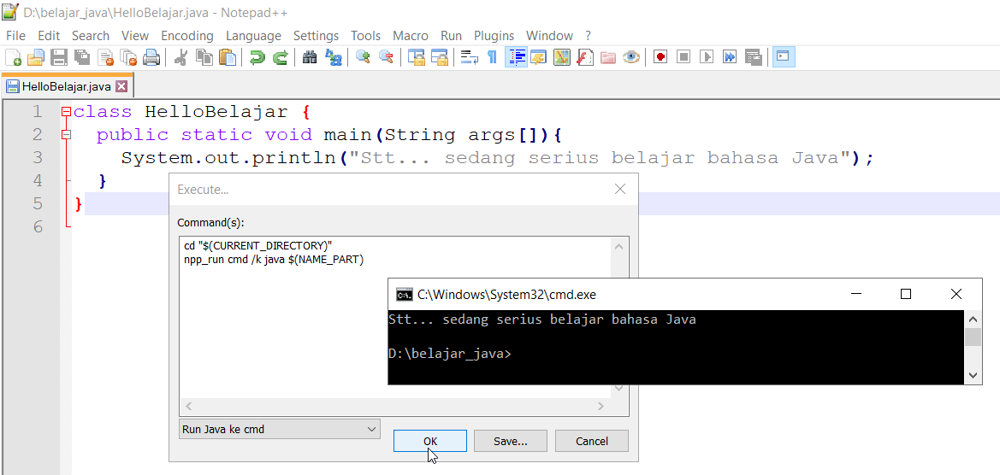 D:\belajar_java\HelloBelajar.java - Notepad++
File Edit Search View Encoding Language Settings Tools Macro Run Plugins Window ?
HelloBelajar.java
1 class HelloBelajar {
2 public static void main(String args[]){
3 System.out.println("Stt... sedang serius belajar bahasa Java");
4 }
5 }
6
Execute...
Command(s):
cd "$(CURRENT_DIRECTORY)"
npp_run cmd /k java $(NAME_PART)
C:\Windows\System32\cmd.exe
Stt... sedang serius belajar bahasa Java
D:\belajar_java>
Run Java ke cmd
OK Save... Cancel